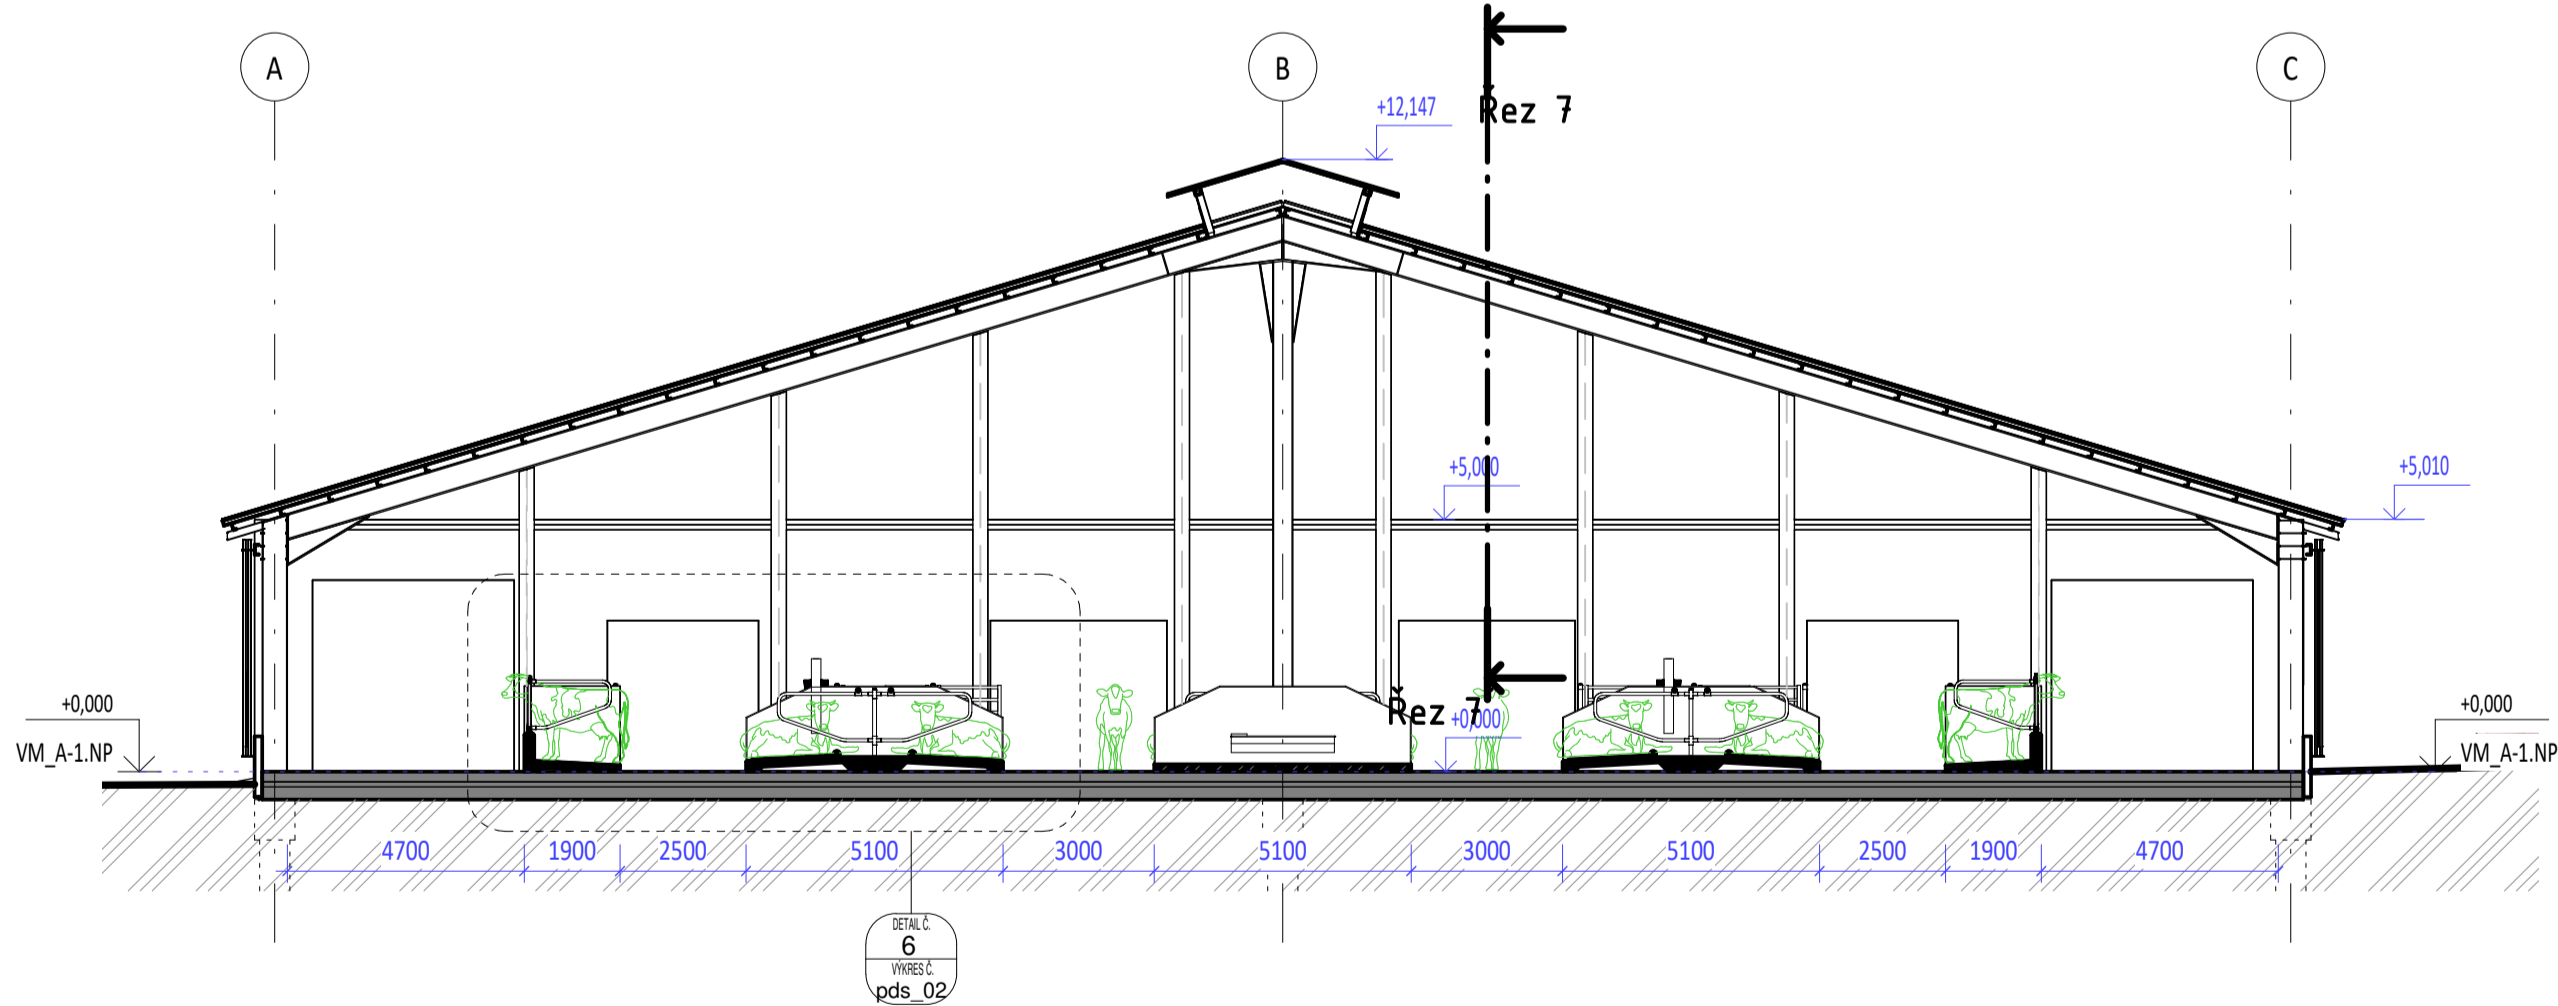 A
B
C
+12,147
Řez 7
+5,000
+5,010
+0,000
VM_A-1.NP
Řez 7
+0,000
+0,000
VM_A-1.NP
4700
1900
2500
5100
3000
5100
3000
5100
2500
1900
4700
DETAIL Č.
6
VÝKRES Č.
pds_02